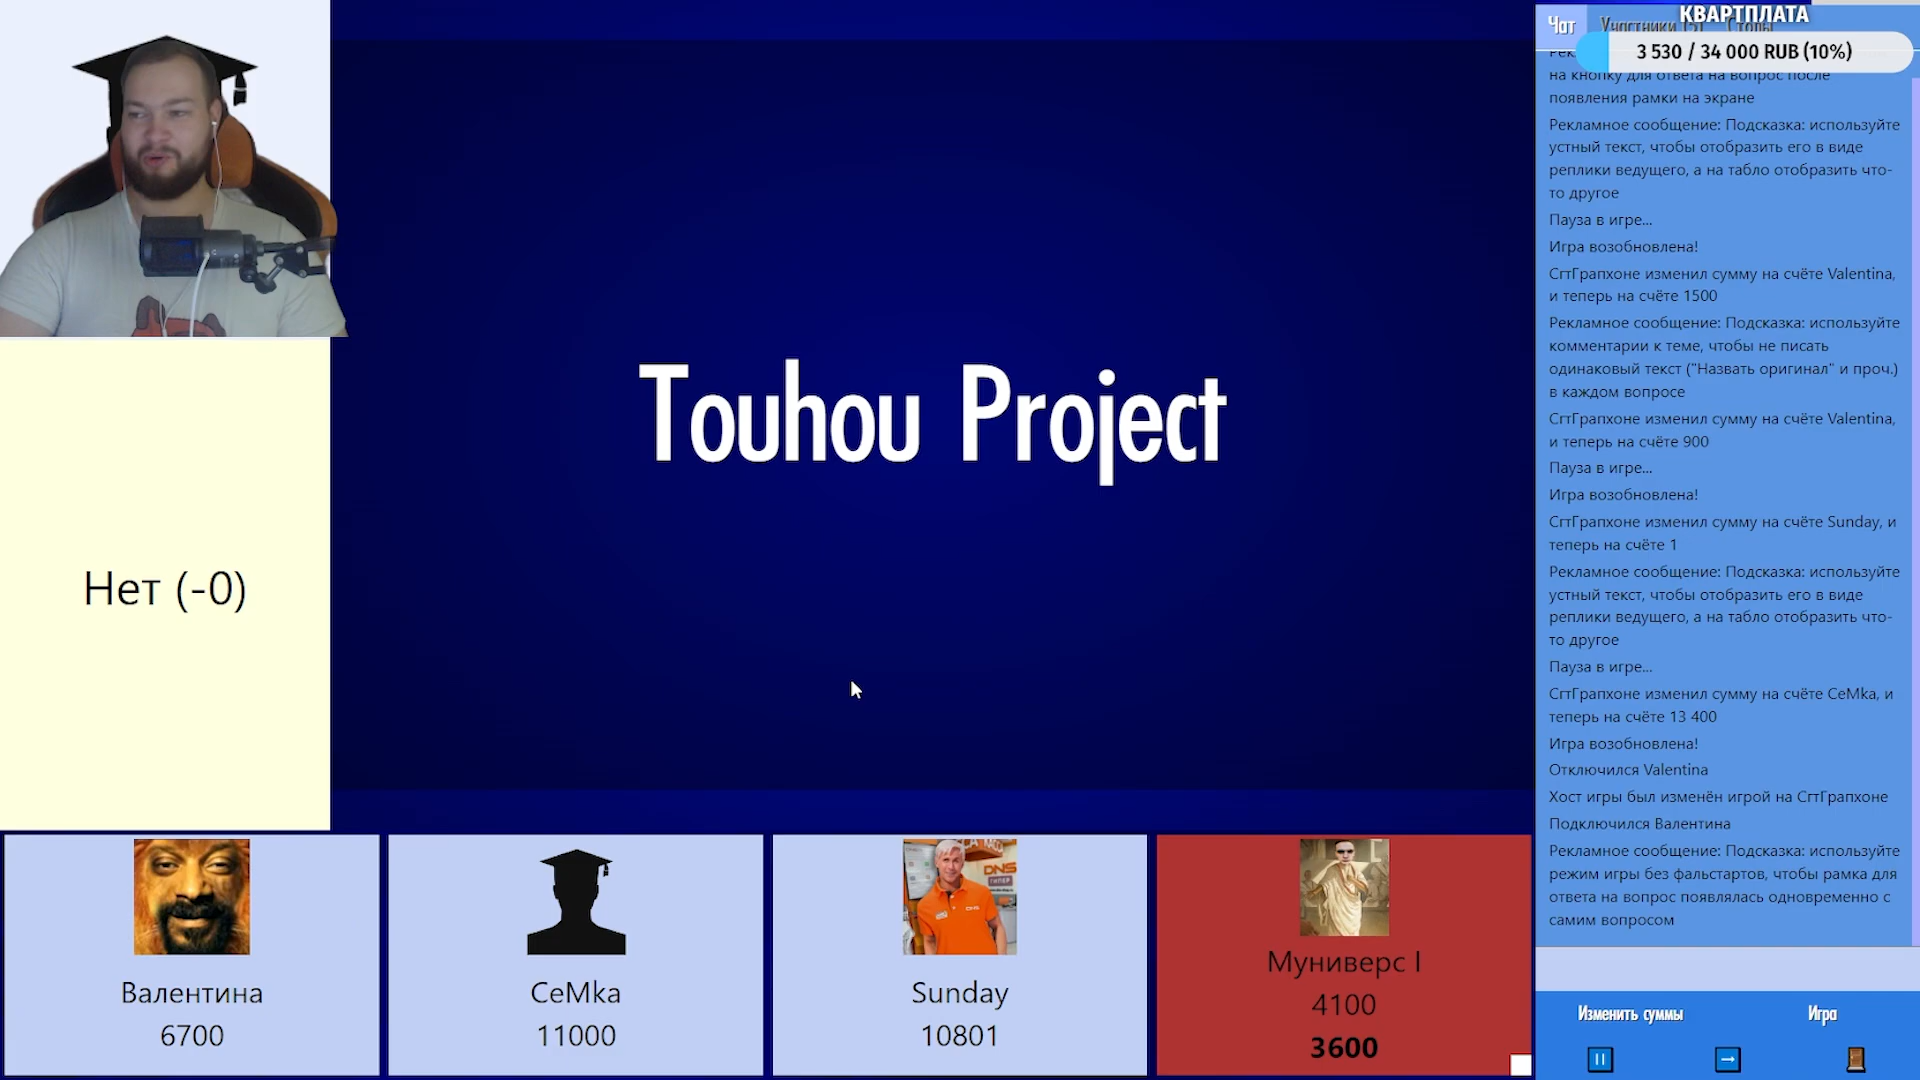 Touhou Project
Нет (-0)
Валентина
6700
СеМka
11000
DNS
ГИПЕР
Sunday
10801
Муниверс I
4100
3600
Чат
Участники (5)
Столы
КВАРТПЛАТА
3 530 / 34 000 RUB (10%)
на кнопку для ответа на вопрос после
появления рамки на экране
Рекламное сообщение: Подсказка: используйте
устный текст, чтобы отобразить его в виде
реплики ведущего, а на табло отобразить что-
то другое
Пауза в игре...
Игра возобновлена!
СгтГрапхоне изменил сумму на счёте Valentina,
и теперь на счёте 1500
Рекламное сообщение: Подсказка: используйте
комментарии к теме, чтобы не писать
одинаковый текст ("Назвать оригинал" и проч.)
в каждом вопросе
СгтГрапхоне изменил сумму на счёте Valentina,
и теперь на счёте 900
Пауза в игре...
Игра возобновлена!
СгтГрапхоне изменил сумму на счёте Sunday, и
теперь на счёте 1
Рекламное сообщение: Подсказка: используйте
устный текст, чтобы отобразить его в виде
реплики ведущего, а на табло отобразить что-
то другое
Пауза в игре...
СгтГрапхоне изменил сумму на счёте CeMka, и
теперь на счёте 13 400
Игра возобновлена!
Отключился Valentina
Хост игры был изменён игрой на СгтГрапхоне
Подключился Валентина
Рекламное сообщение: Подсказка: используйте
режим игры без фальстартов, чтобы рамка для
ответа на вопрос появлялась одновременно с
самим вопросом
Изменить суммы
Игра